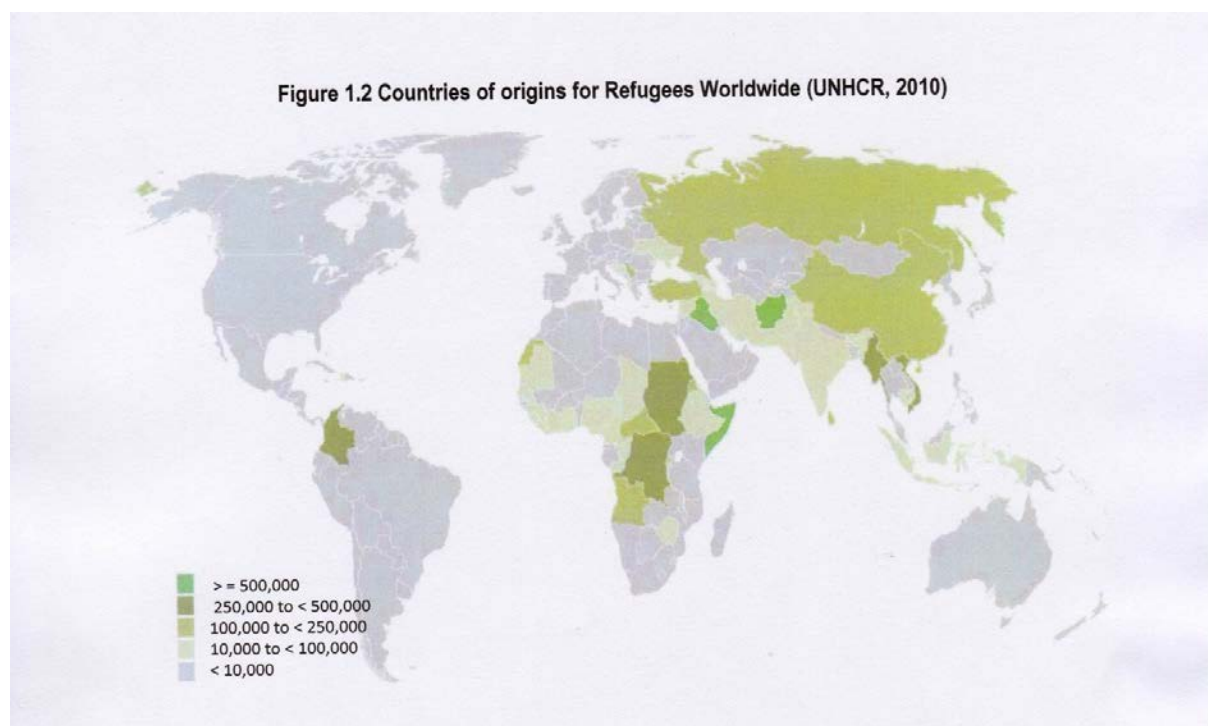 Figure 1.2 Countries of origins for Refugees Worldwide (UNHCR, 2010)
> = 500,000
250,000 to < 500,000
100,000 to < 250,000
10,000 to < 100,000
< 10,000